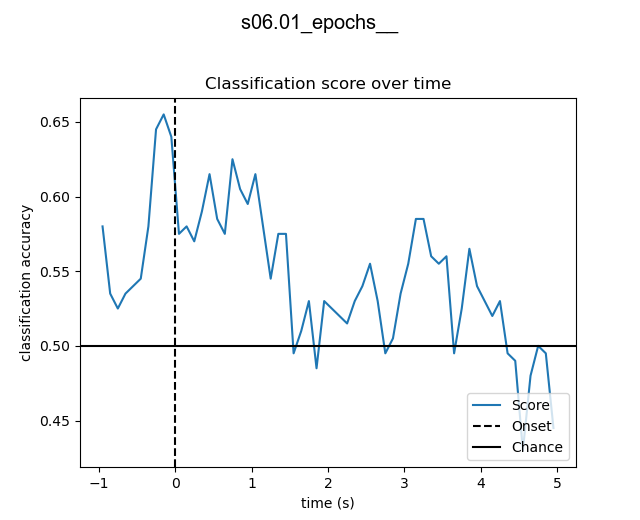 s06.01_epochs__
Classification score over time
classification accuracy
0.65
0.60
0.55
0.50
0.45
−1
0
1
2
3
4
5
time (s)
Score
Onset
Chance